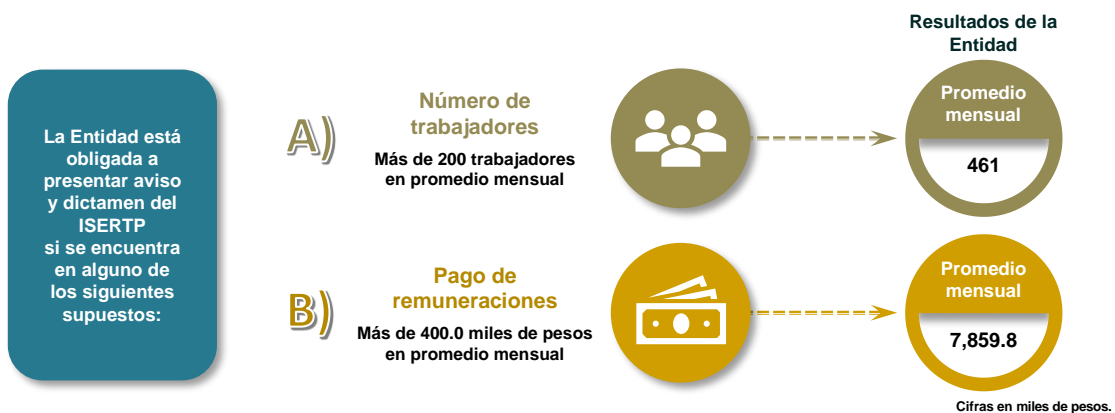 La Entidad está
obligada a
presentar aviso
y dictamen del
ISERTP
si se encuentra
en alguno de
los siguientes
supuestos:
A)
Número de
trabajadores
Más de 200 trabajadores
en promedio mensual
Resultados de la
Entidad
Promedio
mensual
461
B)
Pago de
remuneraciones
Más de 400.0 miles de pesos
en promedio mensual
Promedio
mensual
7,859.8
Cifras en miles de pesos.